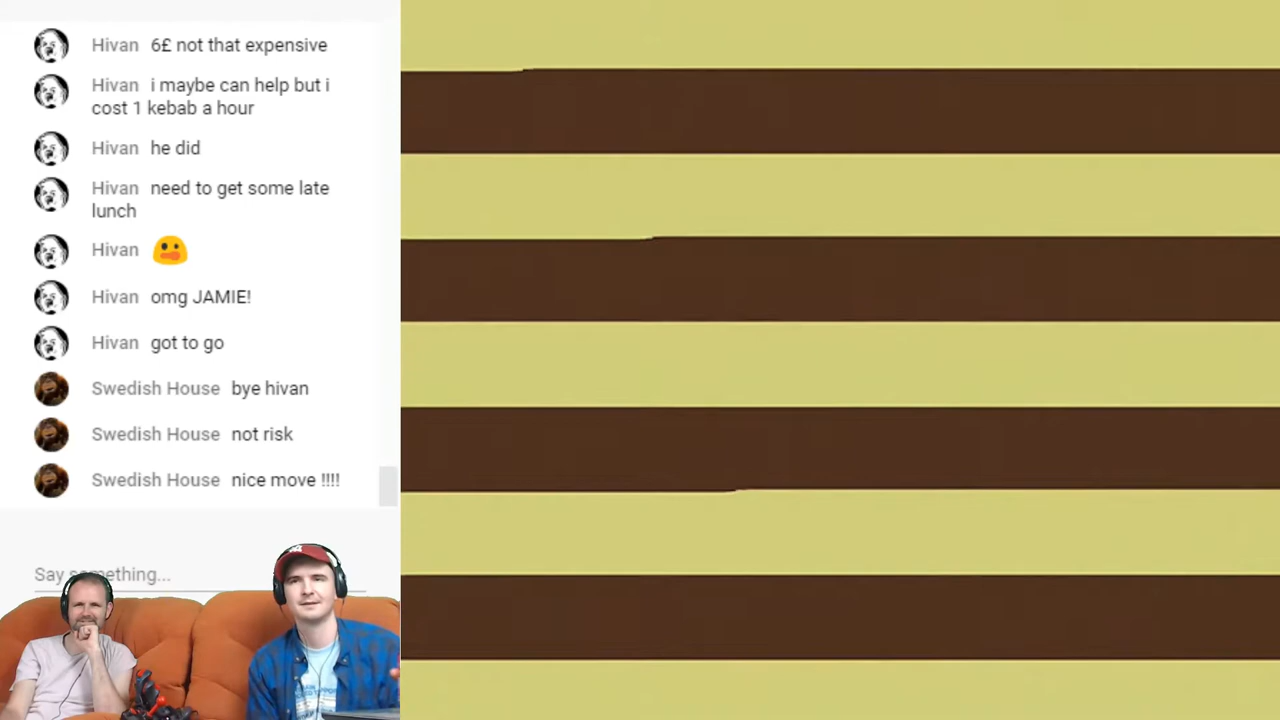 Hivan 6£ not that expensive
Hivan i maybe can help but i
cost 1 kebab a hour
Hivan he did
Hivan need to get some late
lunch
Hivan
Hivan omg JAMIE!
Hivan got to go
Swedish House bye hivan
Swedish House not risk
Swedish House nice move !!!!
Say something...